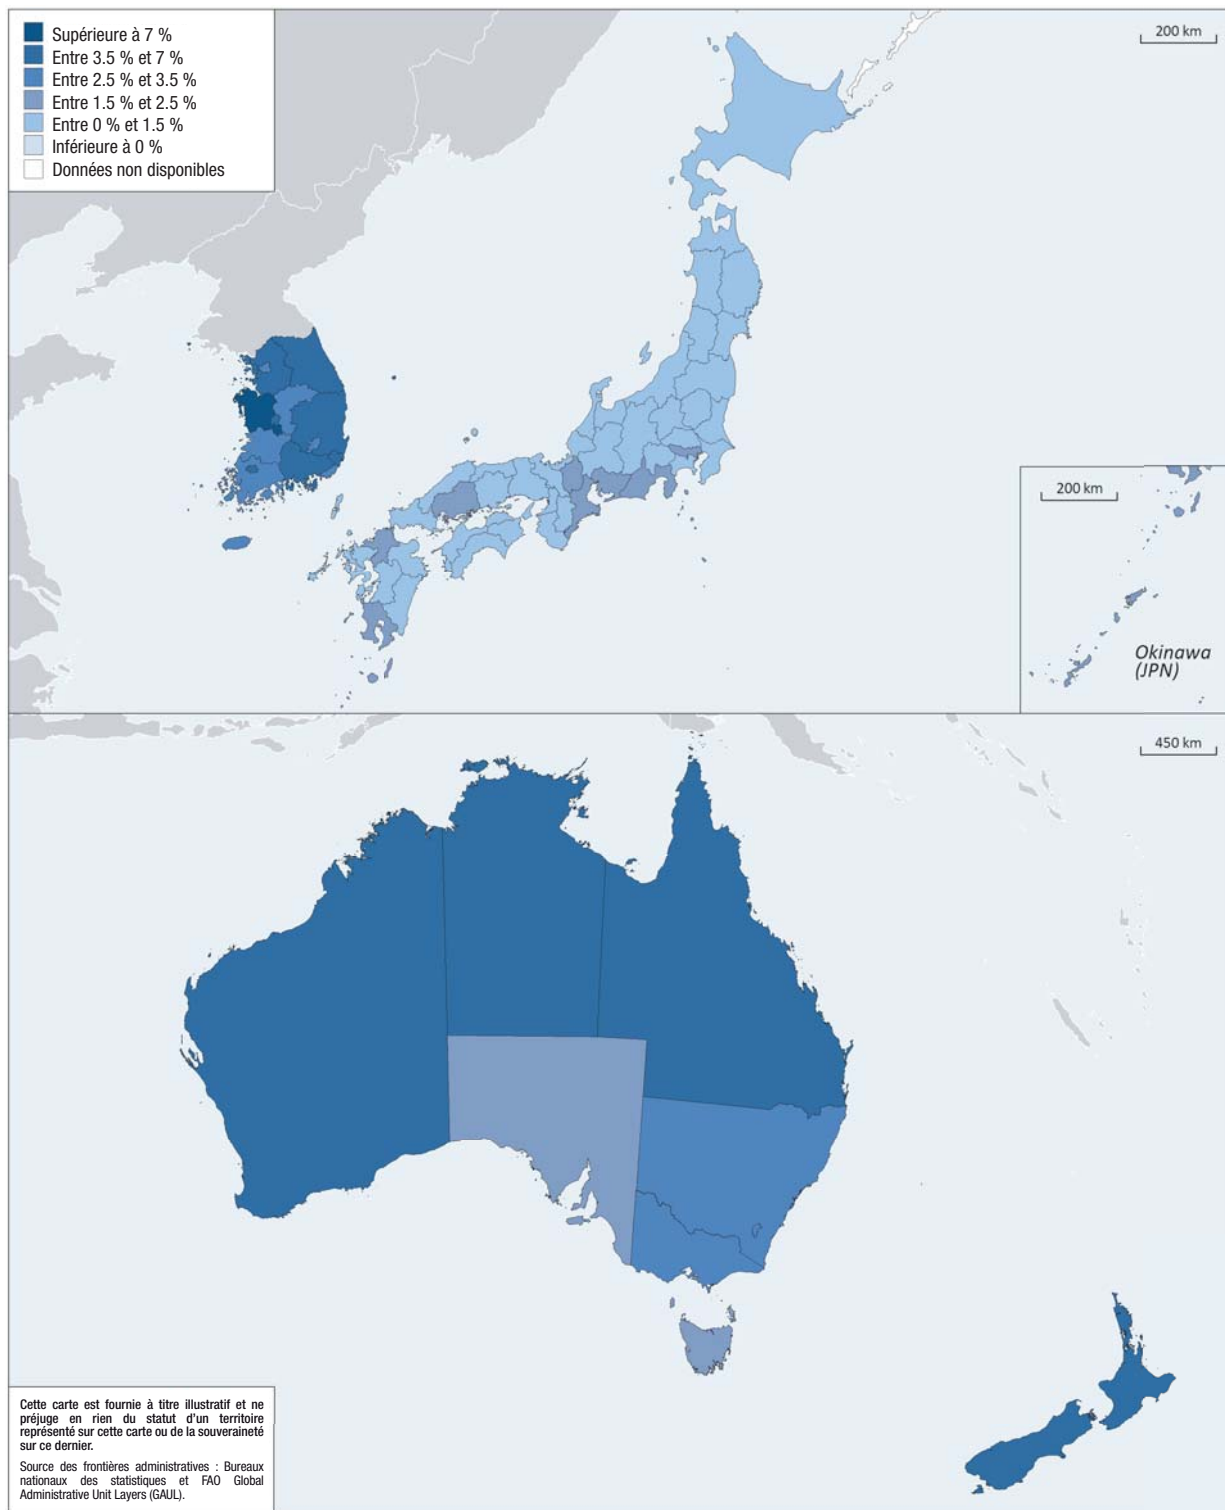 Supérieure à 7 %
Entre 3.5 % et 7 %
Entre 2.5 % et 3.5 %
Entre 1.5 % et 2.5 %
Entre 0 % et 1.5 %
Inférieure à 0 %
Données non disponibles
200 km
200 km
Okinawa
(JPN)
450 km
Cette carte est fournie à titre illustratif et ne
préjuge en rien du statut d'un territoire
représenté sur cette carte ou de la souveraineté
sur ce dernier.
Source des frontières administratives : Bureaux
nationaux des statistiques et FAO Global
Administrative Unit Layers (GAUL).